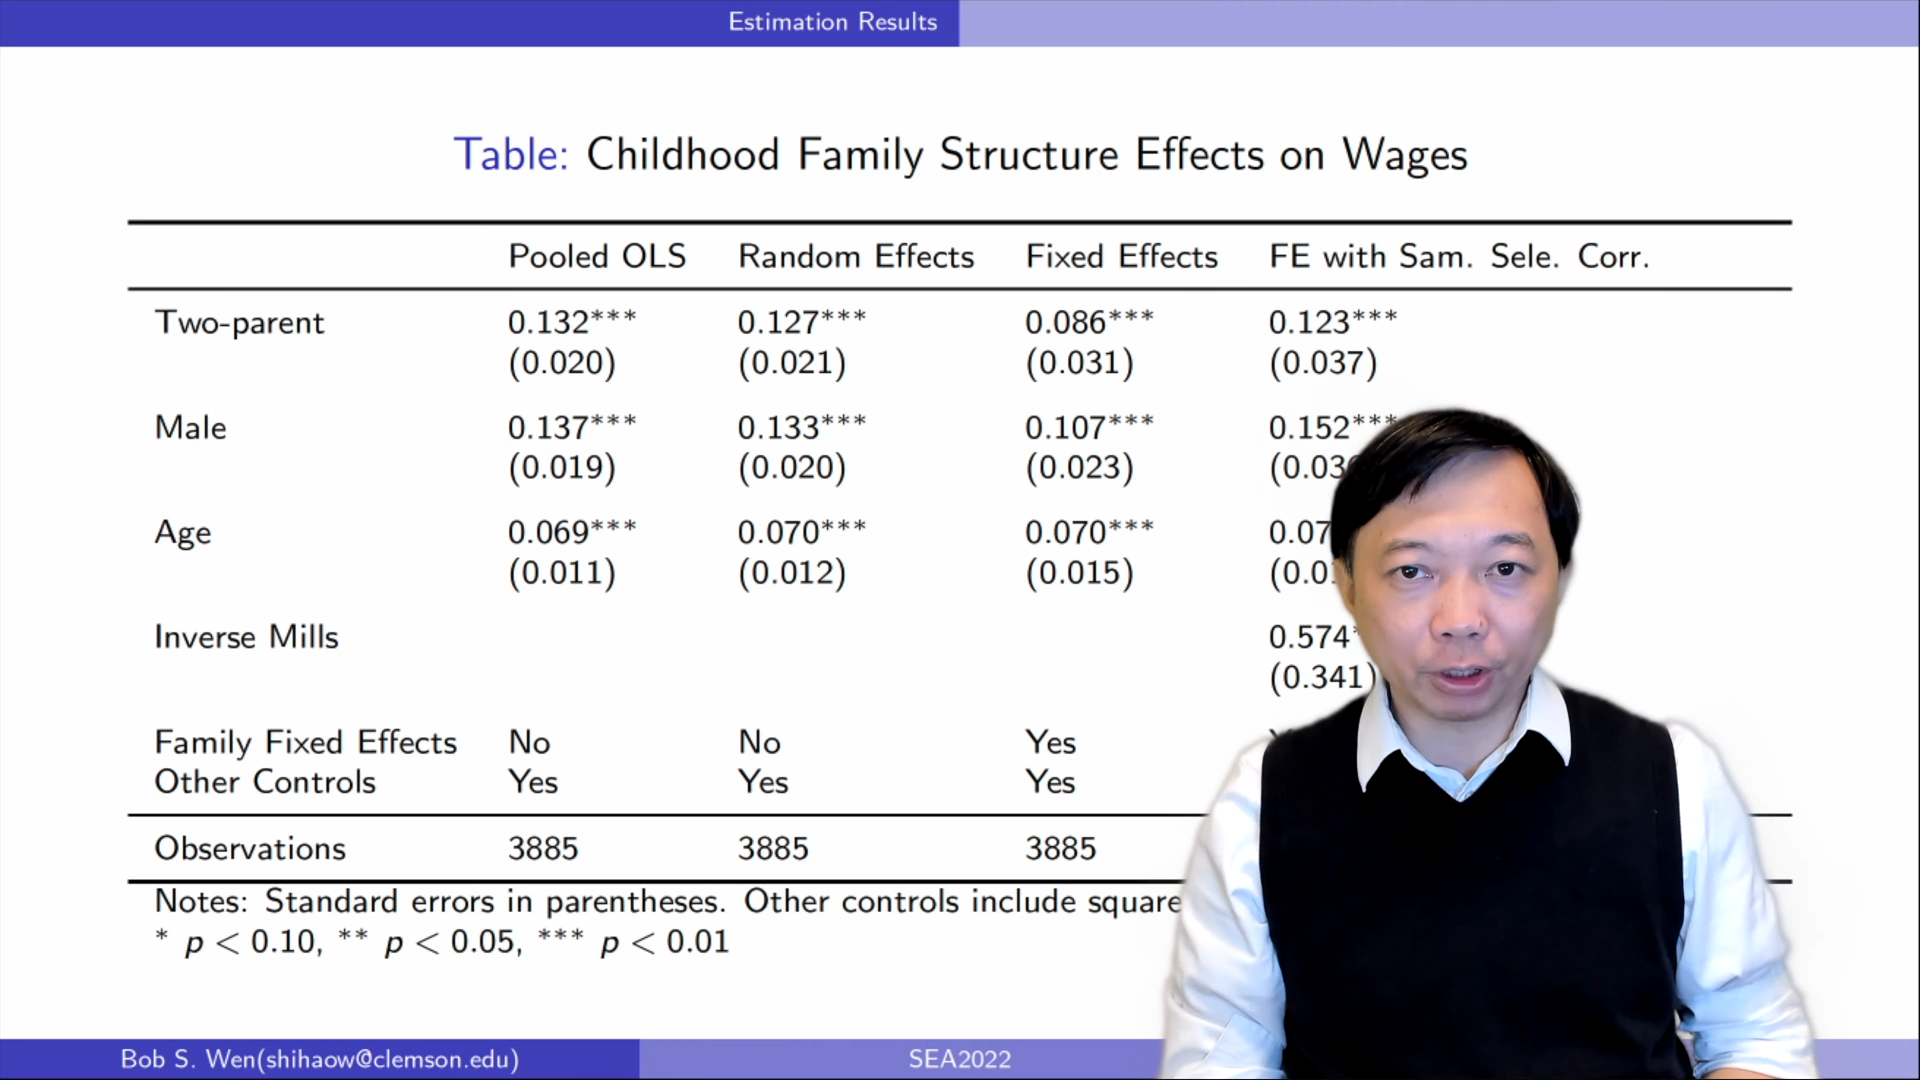 Estimation Results
Table: Childhood Family Structure Effects on Wages
Pooled OLS Random Effects Fixed Effects FE with Sam. Sele. Corr.
Two-parent 0.132*** 0.127*** 0.086*** 0.123***
(0.020) (0.021) (0.031) (0.037)
Male 0.137*** 0.133*** 0.107*** 0.152***
(0.019) (0.020) (0.023)
Age 0.069*** 0.070*** 0.070***
(0.011) (0.012) (0.015)
Inverse Mills 0.574*
(0.341)
Family Fixed Effects No No Yes
Other Controls Yes Yes Yes
Observations 3885 3885 3885
Notes: Standard errors in parentheses. Other controls include square
* p < 0.10, ** p < 0.05, *** p < 0.01
Bob S. Wen(shihaow@clemson.edu) SEA2022